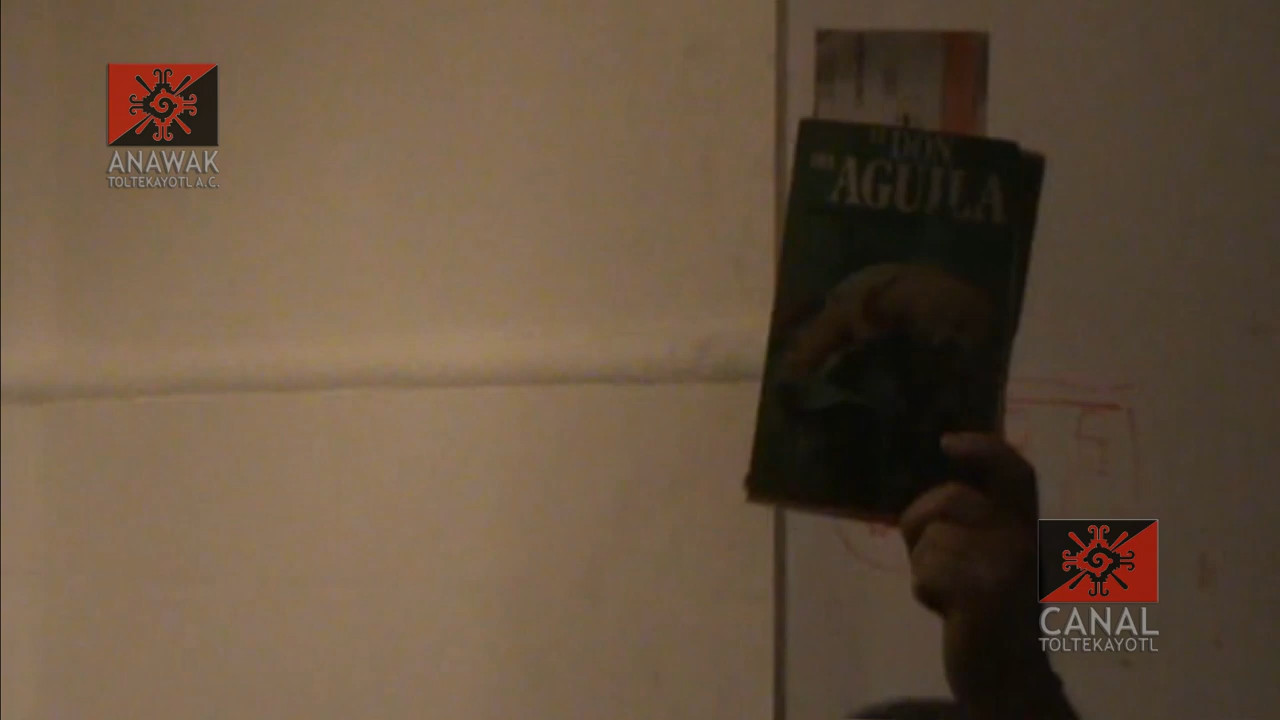 ANAWAK
TOLTEKAYOTL A.C.
DON
AGUILA
CANAL
TOLTEKAYOTL